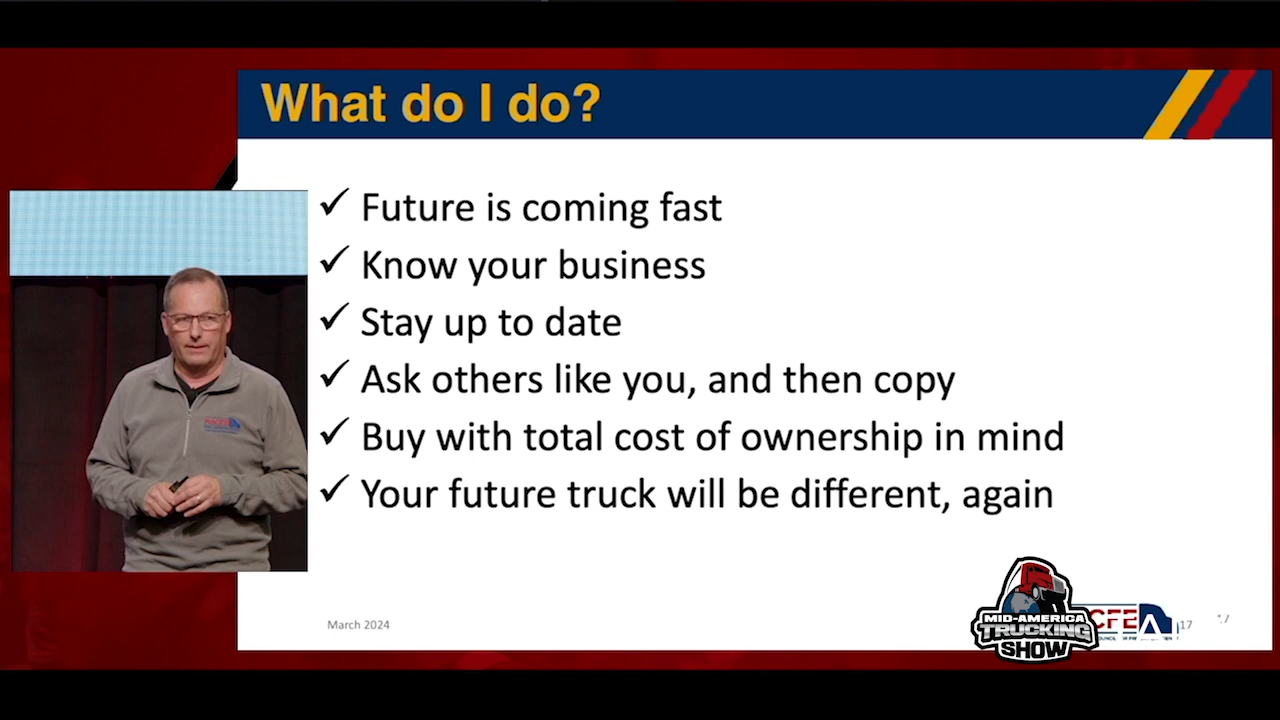 What do I do?
✓ Future is coming fast
✓ Know your business
✓ Stay up to date
✓ Ask others like you, and then copy
✓ Buy with total cost of ownership in mind
✓ Your future truck will be different, again
March 2024
MID-AMERICA
TRUCKING
SHOW
CFE
17